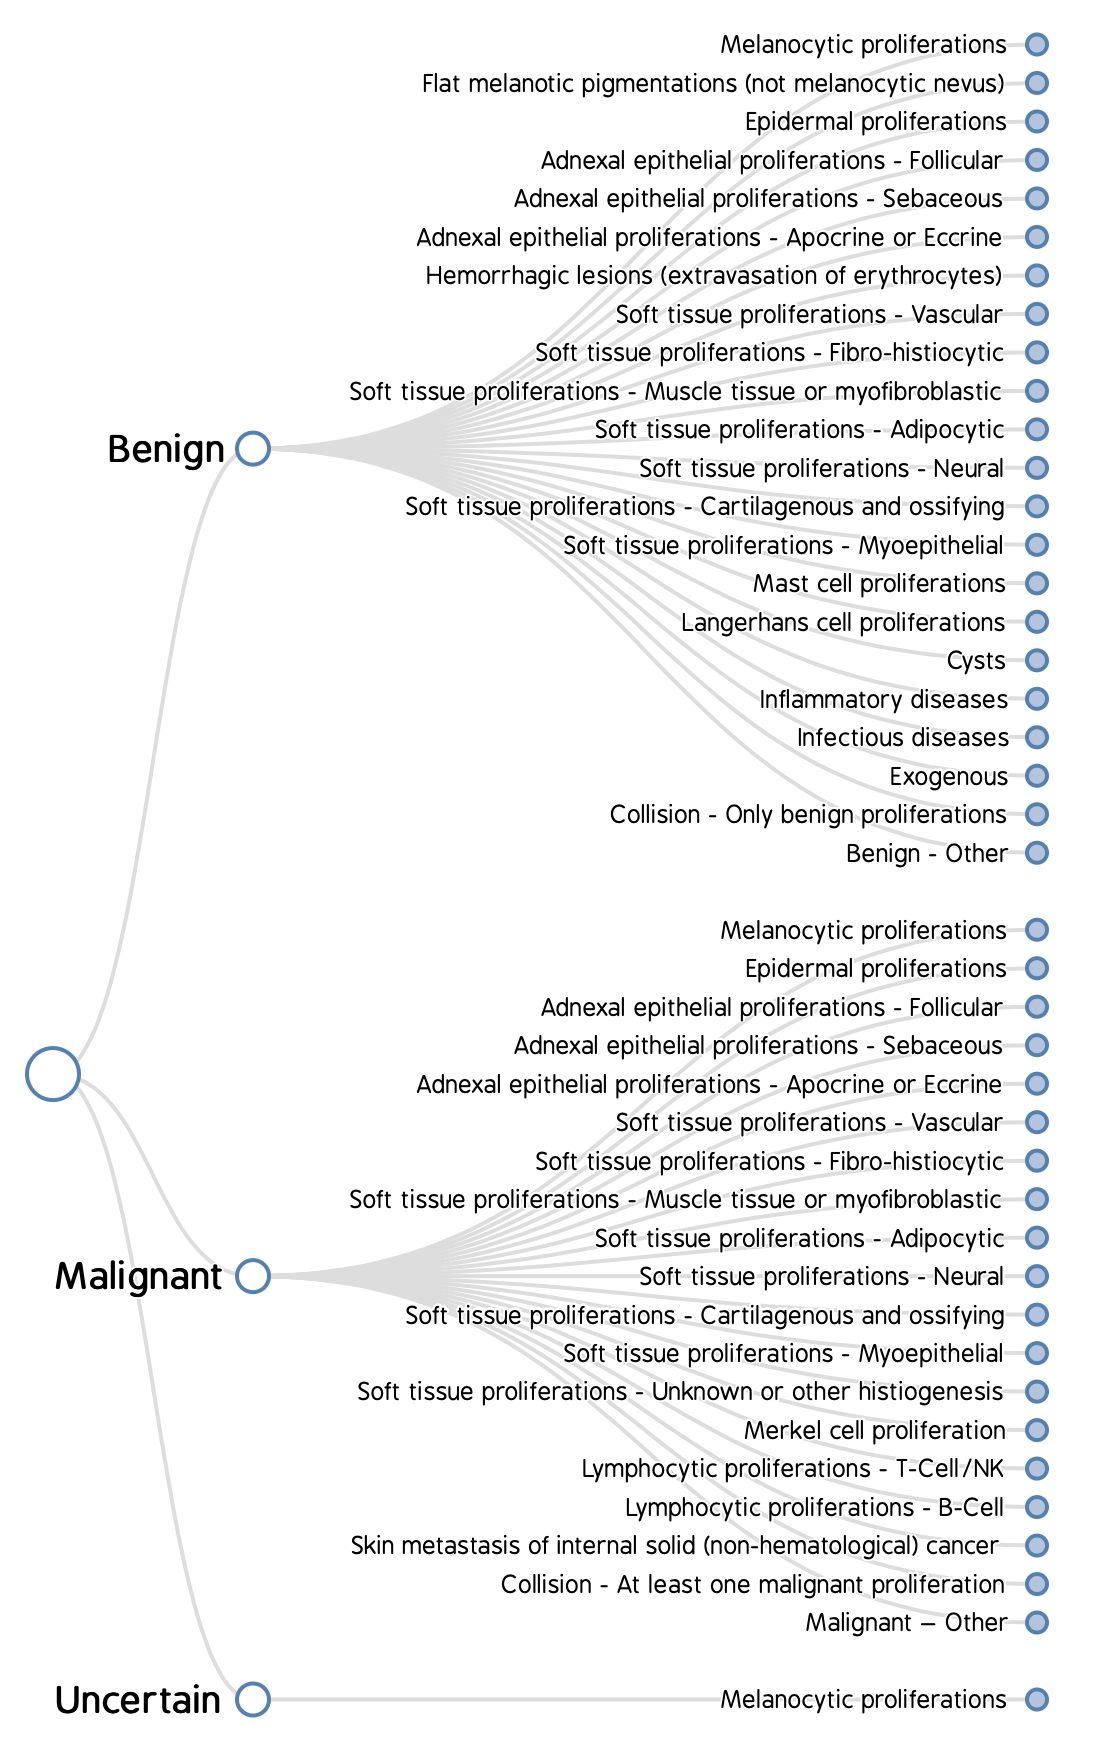 Melanocytic proliferations
Flat melanotic pigmentations (not melanocytic nevus)
Epidermal proliferations
Adnexal epithelial proliferations - Follicular
Adnexal epithelial proliferations - Sebaceous
Adnexal epithelial proliferations - Apocrine or Eccrine
Hemorrhagic lesions (extravasation of erythrocytes)
Soft tissue proliferations - Vascular
Soft tissue proliferations - Fibro-histiocytic
Soft tissue proliferations - Muscle tissue or myofibroblastic
Soft tissue proliferations - Adipocytic
Benign
Soft tissue proliferations - Neural
Soft tissue proliferations - Cartilagenous and ossifying
Soft tissue proliferations - Myoepithelial
Mast cell proliferations
Langerhans cell proliferations
Cysts
Inflammatory diseases
Infectious diseases
Exogenous
Collision - Only benign proliferations
Benign - Other
Melanocytic proliferations
Epidermal proliferations
Adnexal epithelial proliferations - Follicular
Adnexal epithelial proliferations - Sebaceous
Adnexal epithelial proliferations - Apocrine or Eccrine
Soft tissue proliferations - Vascular
Soft tissue proliferations - Fibro-histiocytic
Soft tissue proliferations - Muscle tissue or myofibroblastic
Soft tissue proliferations - Adipocytic
Malignant
Soft tissue proliferations - Neural
Soft tissue proliferations - Cartilagenous and ossifying
Soft tissue proliferations - Myoepithelial
Soft tissue proliferations - Unknown or other histiogenesis
Merkel cell proliferation
Lymphocytic proliferations - T-Cell/NK
Lymphocytic proliferations - B-Cell
Skin metastasis of internal solid (non-hematological) cancer
Collision - At least one malignant proliferation
Malignant – Other
Uncertain
Melanocytic proliferations